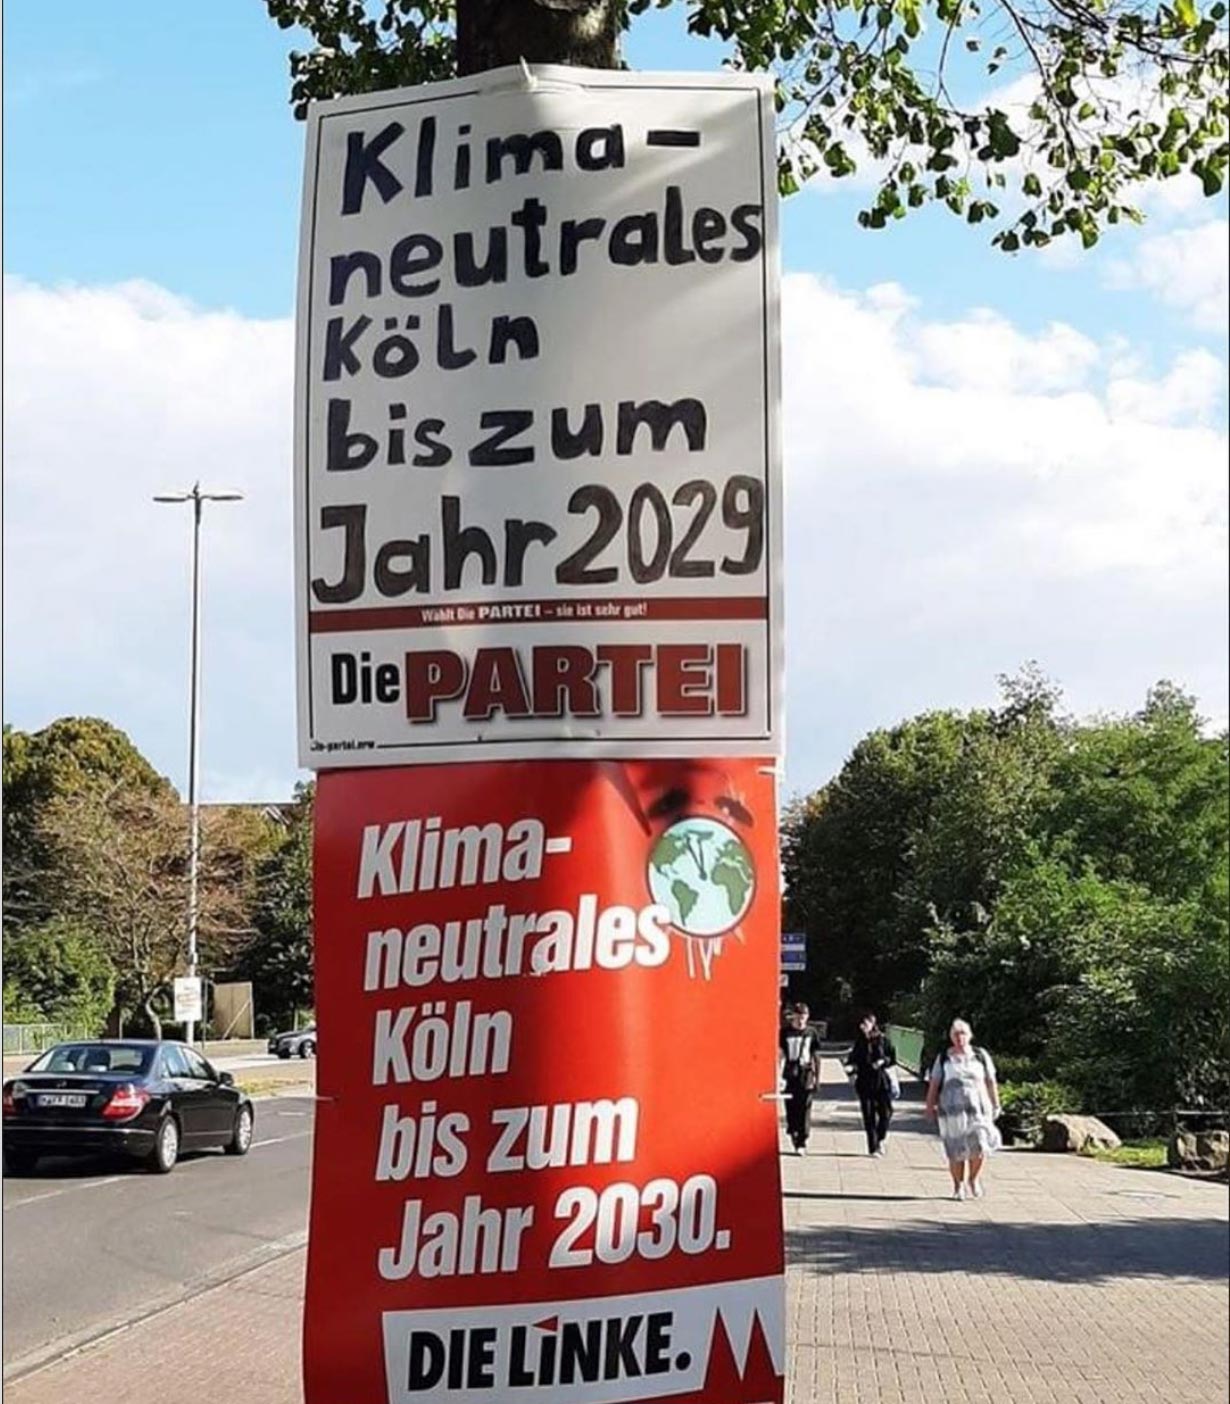 Klima-
neutrales
Köln
bis zum
Jahr 2029
Wählt Die PARTEI – sie ist sehr gut!
Die PARTEI
Klima-
neutrales
Köln
bis zum
Jahr 2030.
DIE LINKE.